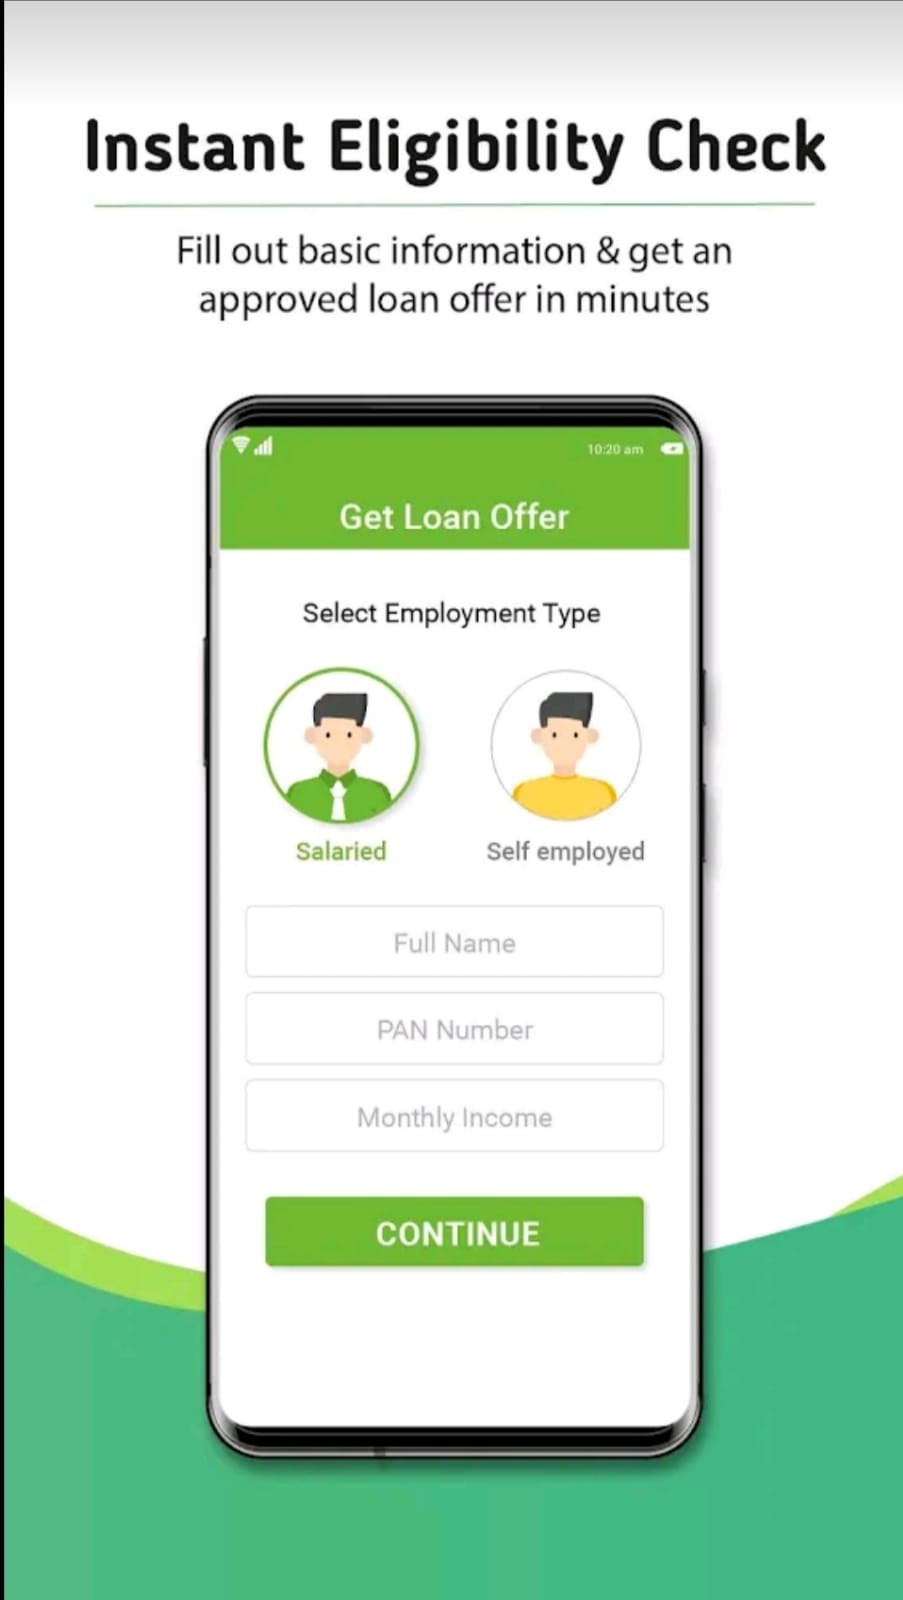 Instant Eligibility Check
Fill out basic information & get an
approved loan offer in minutes
10:20 am
Get Loan Offer
Select Employment Type
Salaried
Self employed
Full Name
PAN Number
Monthly Income
CONTINUE